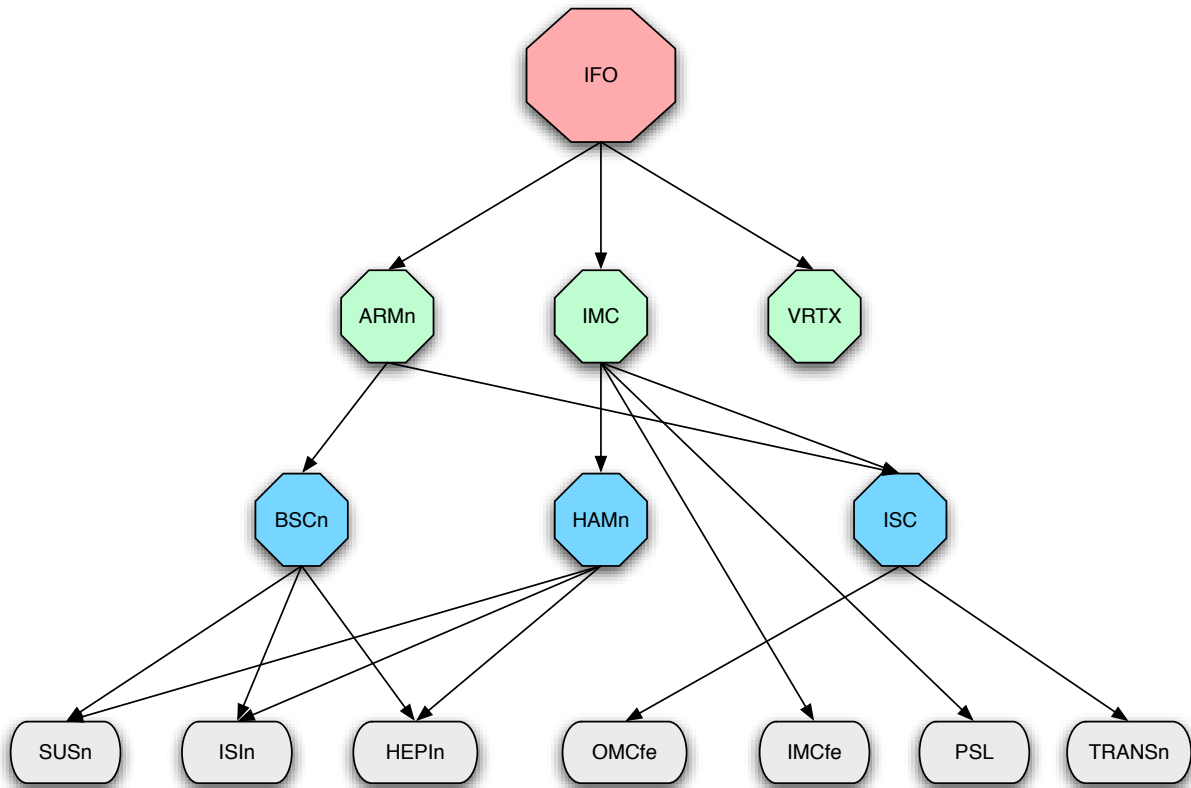 IFO
ARMn
IMC
VRTX
BSCn
HAMn
ISC
SUSn
ISIn
HEPIn
OMCfe
IMCfe
PSL
TRANSn